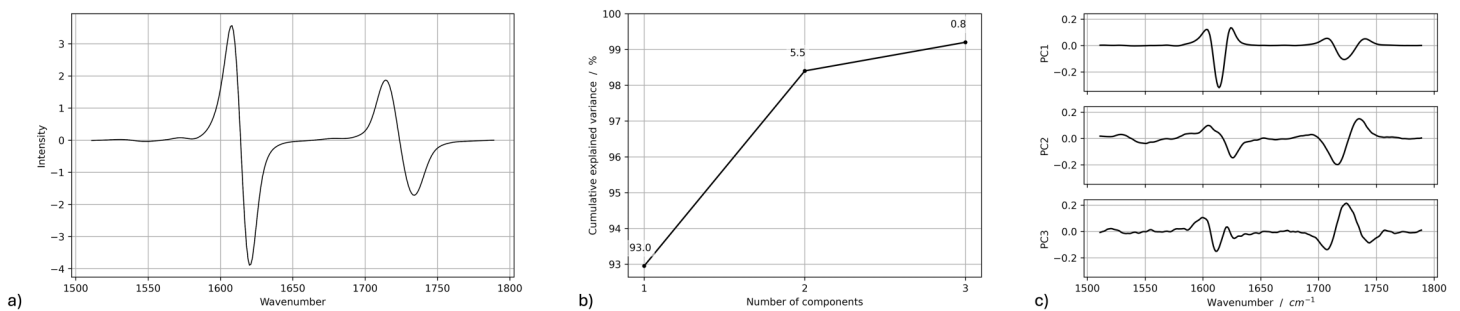 3
2
1
0
−1
−2
−3
−4
Intensity
1500 1550 1600 1650 1700 1750 1800
Wavenumber
a)
100
99
98
97
96
95
94
93
Cumulative explained variance / %
93.0
5.5
0.8
1 2 3
Number of components
b)
0.2
0.0
−0.2
PC1
0.2
0.0
−0.2
PC2
0.2
0.0
−0.2
PC3
1500 1550 1600 1650 1700 1750 1800
Wavenumber / cm⁻¹
c)